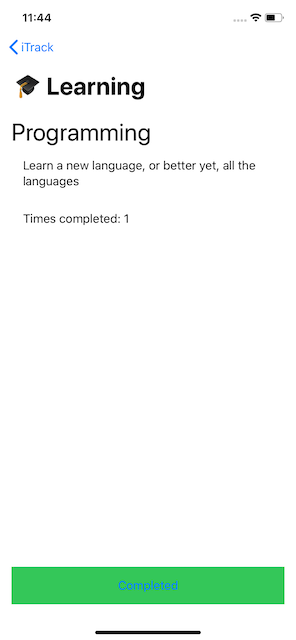 11:44
iTrack
🎓 Learning
Programming
Learn a new language, or better yet, all the
languages
Times completed: 1
Completed